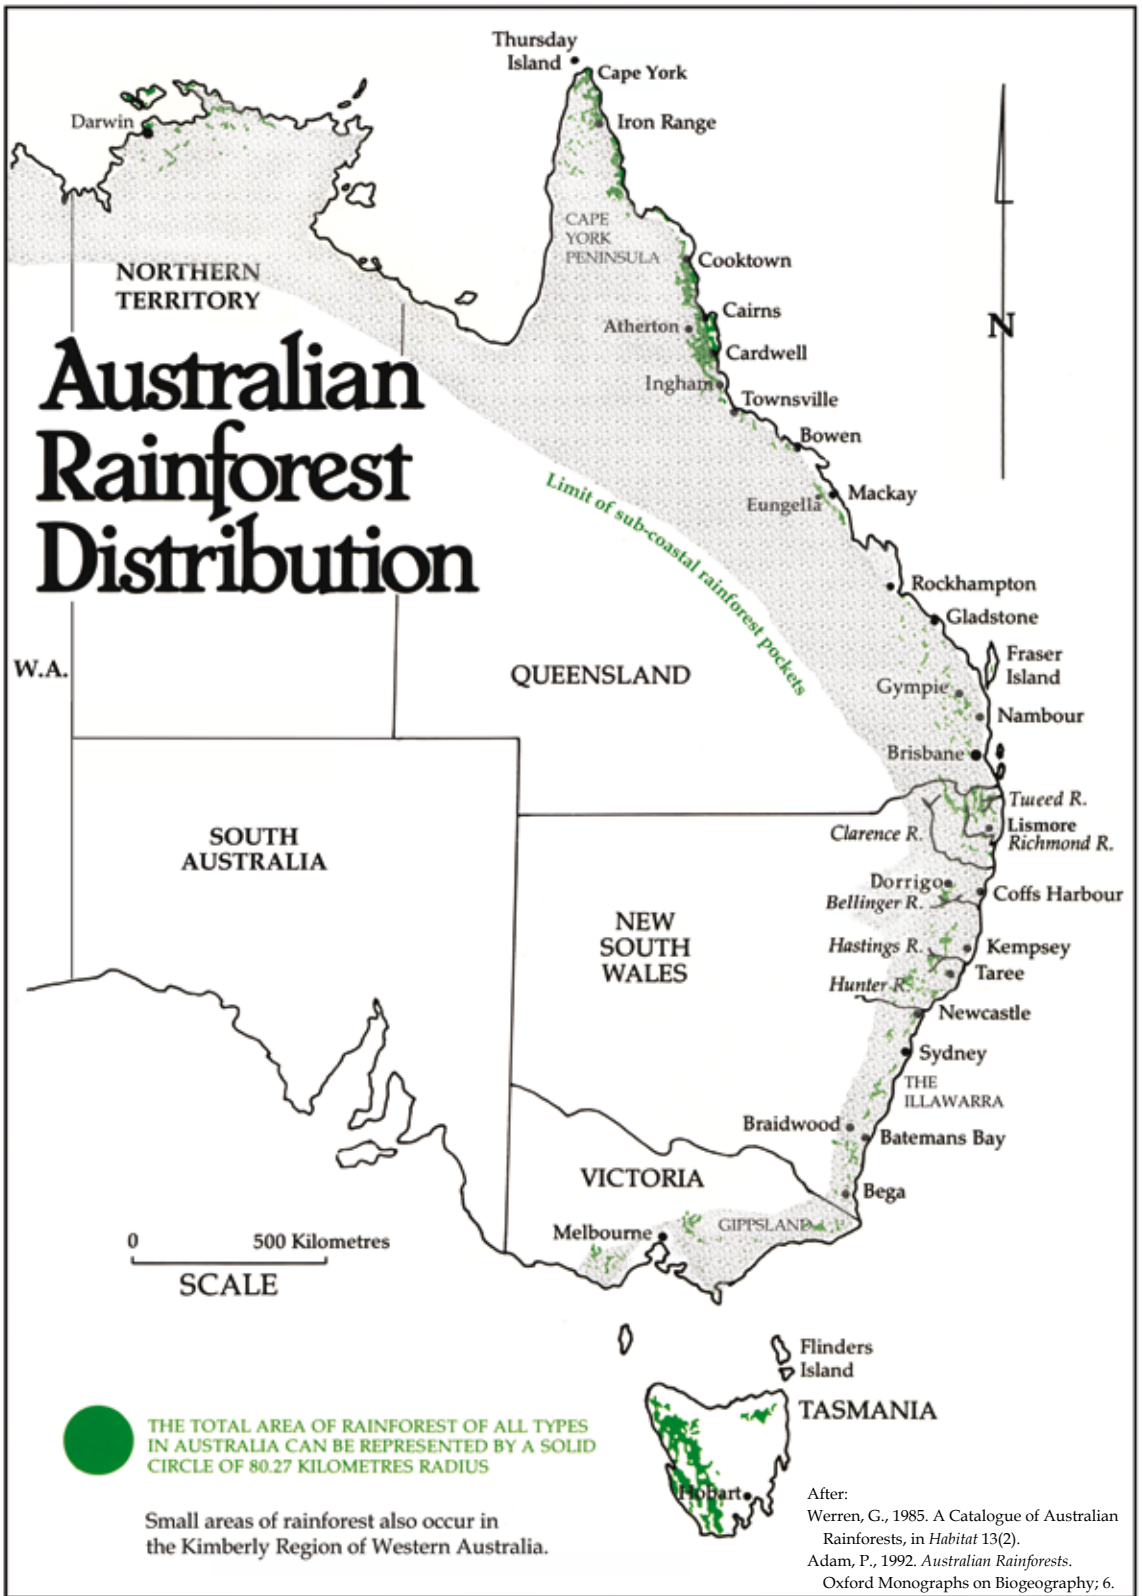 Thursday
Island
Cape York
Darwin
Iron Range
CAPE
YORK
PENINSULA
Cooktown
NORTHERN
TERRITORY
Cairns
Atherton
N
Cardwell
Ingham
Townsville
Australian
Rainforest
Distribution
Bowen
Limit of sub-coastal rainforest pockets
Mackay
Eungella
Rockhampton
Gladstone
Fraser
Island
W.A.
QUEENSLAND
Gympie
Nambour
Brisbane
Tweed R.
Lismore
Clarence R.
Richmond R.
SOUTH
AUSTRALIA
Dorrigo
Coffs Harbour
Bellinger R.
NEW
SOUTH
WALES
Hastings R.
Kempsey
Taree
Hunter R.
Newcastle
Sydney
THE
ILLAWARRA
Braidwood
Batemans Bay
VICTORIA
Bega
GIPPSLAND
Melbourne
0 500 Kilometres
SCALE
Flinders
Island
TASMANIA
THE TOTAL AREA OF RAINFOREST OF ALL TYPES
IN AUSTRALIA CAN BE REPRESENTED BY A SOLID
CIRCLE OF 80.27 KILOMETRES RADIUS
Hobart
Small areas of rainforest also occur in
the Kimberly Region of Western Australia.
After:
Werren, G., 1985. A Catalogue of Australian
Rainforests, in Habitat 13(2).
Adam, P., 1992. Australian Rainforests.
Oxford Monographs on Biogeography; 6.